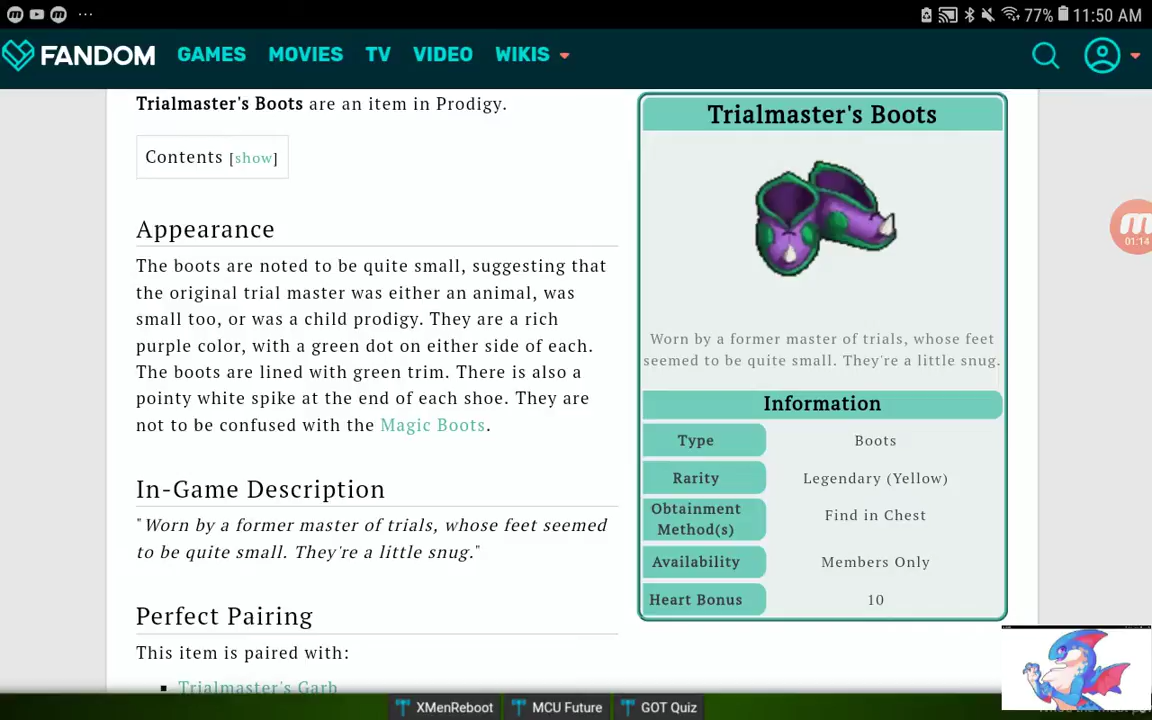 77% 11:50 AM
FANDOM GAMES MOVIES TV VIDEO WIKIS
Trialmaster's Boots are an item in Prodigy.
Contents [show]
Appearance
The boots are noted to be quite small, suggesting that
the original trial master was either an animal, was
small too, or was a child prodigy. They are a rich
purple color, with a green dot on either side of each.
The boots are lined with green trim. There is also a
pointy white spike at the end of each shoe. They are
not to be confused with the Magic Boots.
In-Game Description
"Worn by a former master of trials, whose feet seemed
to be quite small. They're a little snug."
Perfect Pairing
This item is paired with:
Trialmaster's Garb
Trialmaster's Boots
Worn by a former master of trials, whose feet
seemed to be quite small. They're a little snug.
Information
Type Boots
Rarity Legendary (Yellow)
Obtainment
Method(s) Find in Chest
Availability Members Only
Heart Bonus 10
01:14
XMenReboot MCU Future GOT Quiz